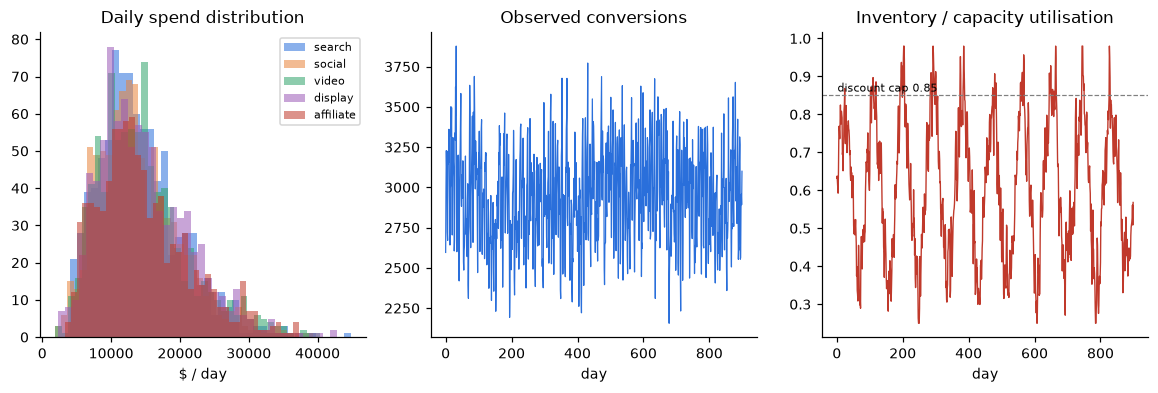 Daily spend distribution
80
70
60
50
40
30
20
10
0
search
social
video
display
affiliate
0 10000 20000 30000 40000
$ / day
Observed conversions
3750
3500
3250
3000
2750
2500
2250
0 200 400 600 800
day
Inventory / capacity utilisation
1.0
0.9
0.8
0.7
0.6
0.5
0.4
0.3
discount cap 0.85
0 200 400 600 800
day